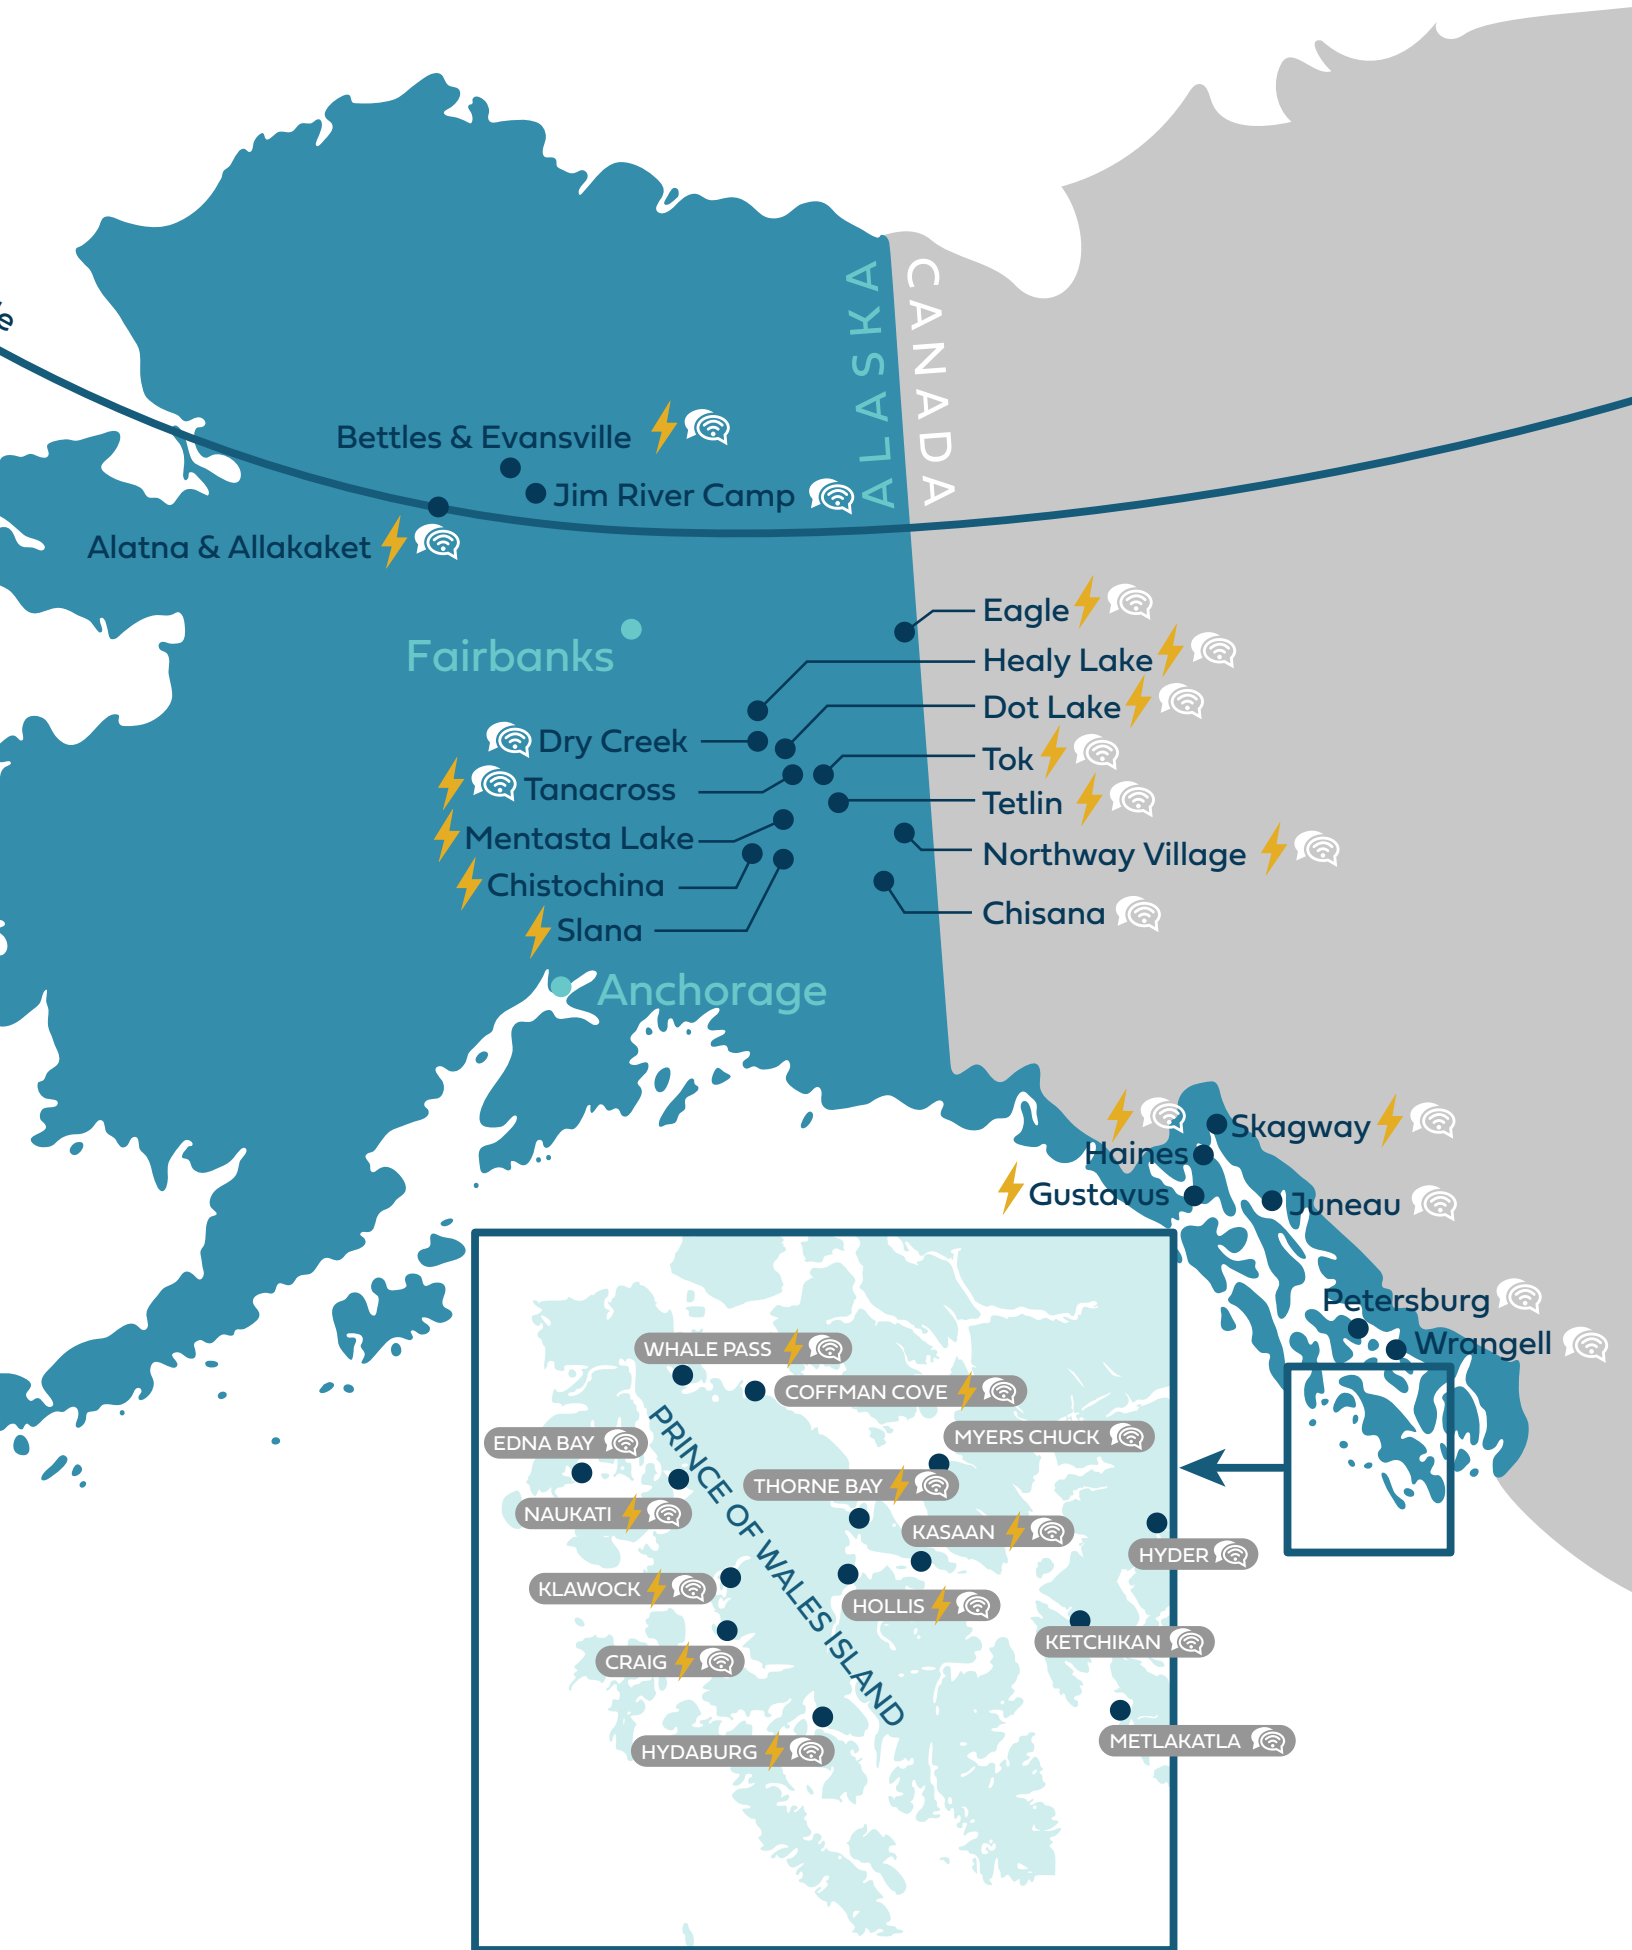 ALASKA
CANADA
Bettles & Evansville
Jim River Camp
Alatna & Allakaket
Eagle
Fairbanks
Healy Lake
Dot Lake
Dry Creek
Tok
Tanacross
Tetlin
Mentasta Lake
Northway Village
Chistochina
Chisana
Slana
Anchorage
Skagway
Haines
Gustavus
Juneau
Petersburg
Wrangell
WHALE PASS
COFFMAN COVE
MYERS CHUCK
EDNA BAY
PRINCE OF WALES ISLAND
THORNE BAY
NAUKATI
KASAAN
HYDER
KLAWOCK
HOLLIS
KETCHIKAN
CRAIG
METLAKATLA
HYDABURG